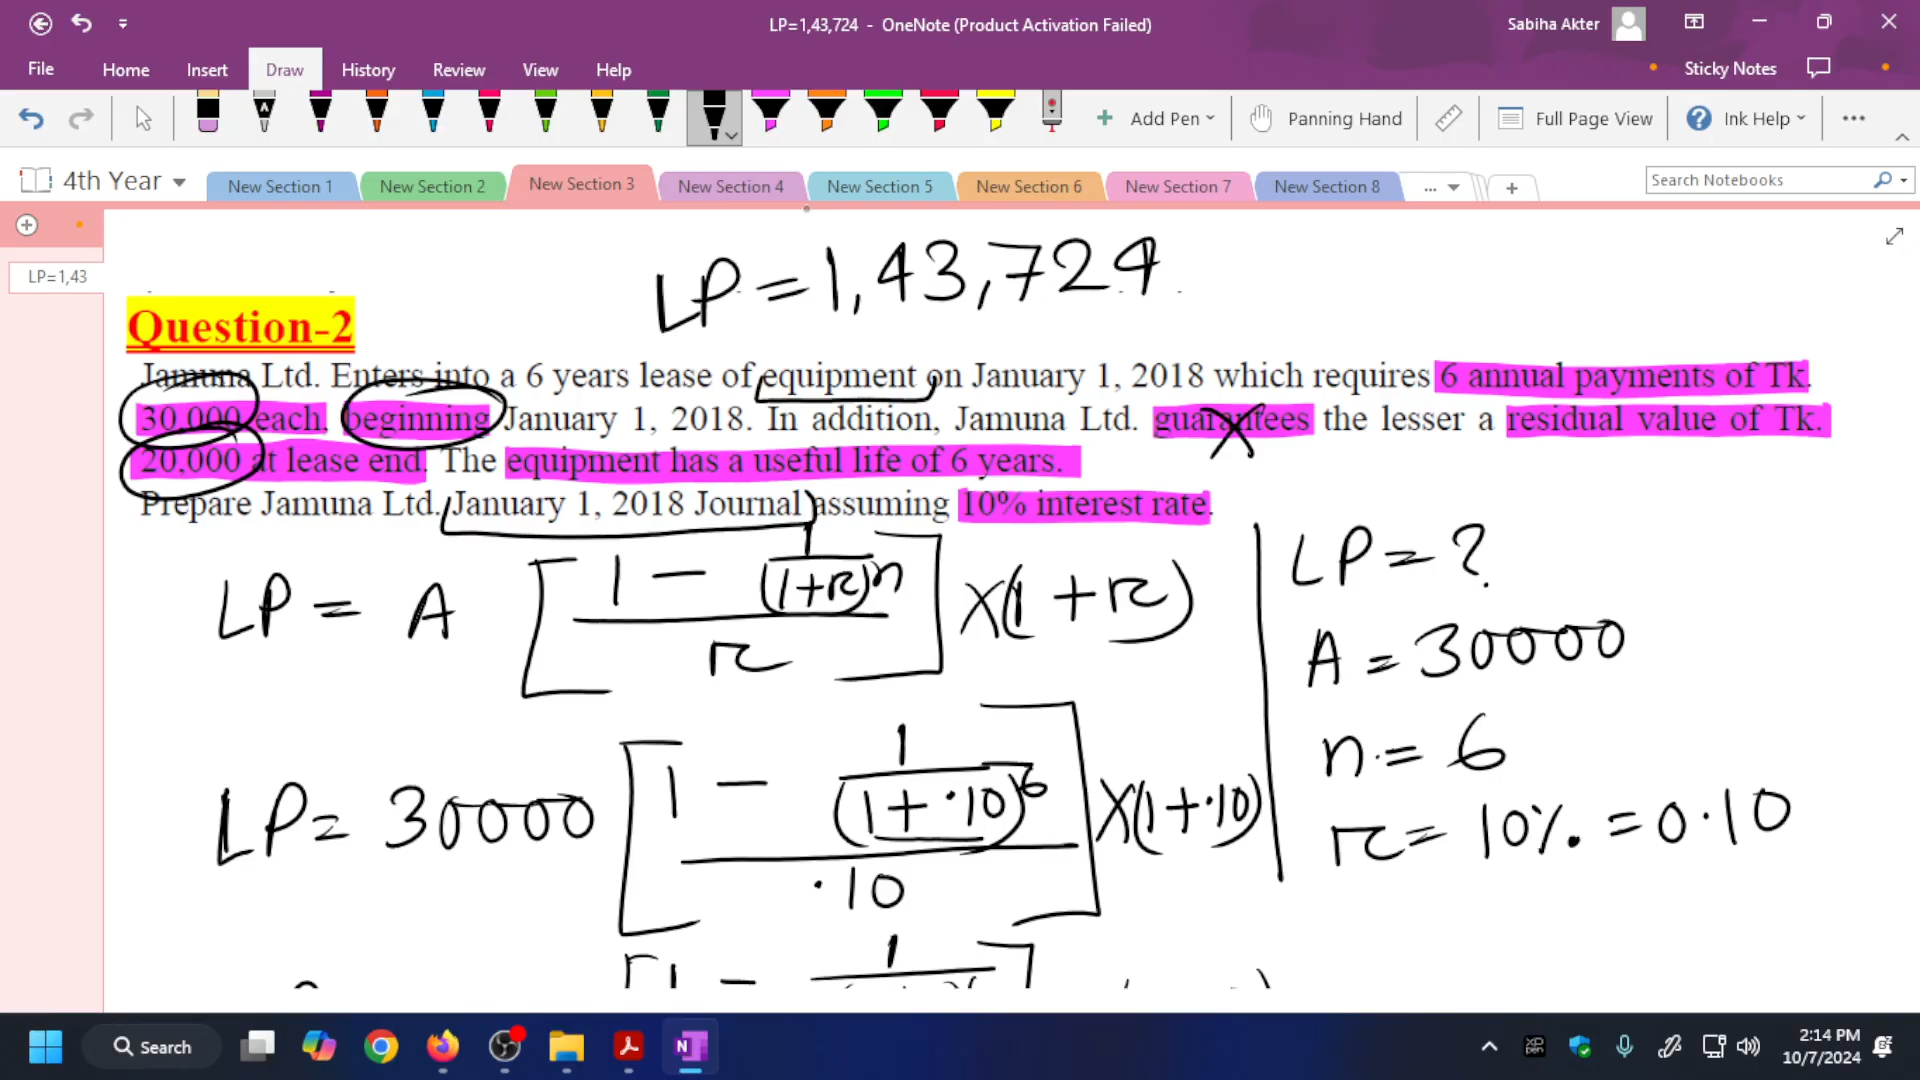 LP=1,43,724 - OneNote (Product Activation Failed)
Sabiha Akter
File Home Insert Draw History Review View Help
Sticky Notes
Add Pen
Panning Hand
Full Page View
Ink Help
4th Year
New Section 1 New Section 2 New Section 3 New Section 4 New Section 5 New Section 6 New Section 7 New Section 8 ...
Search Notebooks
LP=1,43
LP = 1,43,724
Question-2
Jamuna Ltd. Enters into a 6 years lease of equipment on January 1, 2018 which requires 6 annual payments of Tk.
30,000 each, beginning January 1, 2018. In addition, Jamuna Ltd. guarantees the lesser a residual value of Tk.
20,000 at lease end. The equipment has a useful life of 6 years.
Prepare Jamuna Ltd. January 1, 2018 Journal assuming 10% interest rate.
LP = A [ 1 - 1/(1+r)^n / r ] X (1 + r)
LP = 30000 [ 1 - 1/(1+.10)^6 / .10 ] X (1+.10)
[ 1 - 1
LP = ?
A = 30000
n = 6
r = 10% = 0.10
Search
2:14 PM
10/7/2024